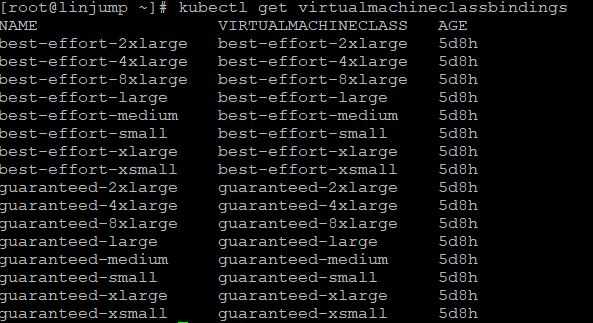 [root@linjump ~]# kubectl get virtualmachineclassbindings
NAME VIRTUALMACHINECLASS AGE
best-effort-2xlarge best-effort-2xlarge 5d8h
best-effort-4xlarge best-effort-4xlarge 5d8h
best-effort-8xlarge best-effort-8xlarge 5d8h
best-effort-large best-effort-large 5d8h
best-effort-medium best-effort-medium 5d8h
best-effort-small best-effort-small 5d8h
best-effort-xlarge best-effort-xlarge 5d8h
best-effort-xsmall best-effort-xsmall 5d8h
guaranteed-2xlarge guaranteed-2xlarge 5d8h
guaranteed-4xlarge guaranteed-4xlarge 5d8h
guaranteed-8xlarge guaranteed-8xlarge 5d8h
guaranteed-large guaranteed-large 5d8h
guaranteed-medium guaranteed-medium 5d8h
guaranteed-small guaranteed-small 5d8h
guaranteed-xlarge guaranteed-xlarge 5d8h
guaranteed-xsmall guaranteed-xsmall 5d8h